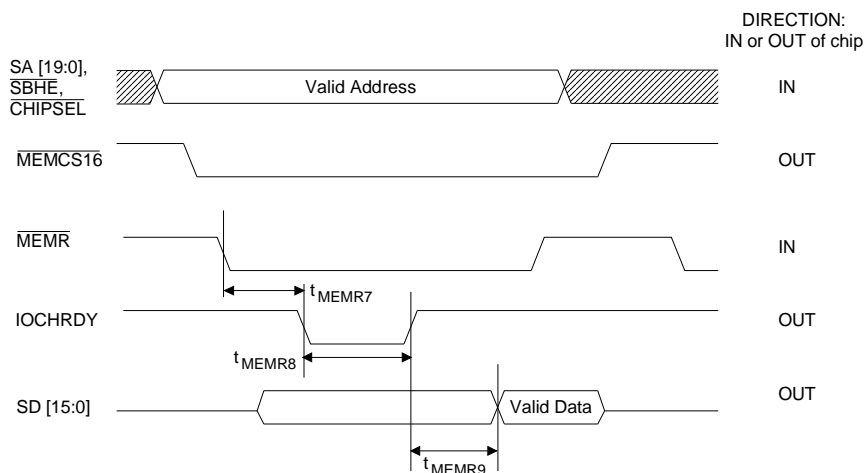 DIRECTION:
IN or OUT of chip
SA [19:0],
SBHE,
CHIPSEL
Valid Address
IN
MEMCS16
OUT
MEMR
IN
tMEMR7
IOCHRDY
OUT
tMEMR8
OUT
SD [15:0]
Valid Data
tMEMR9